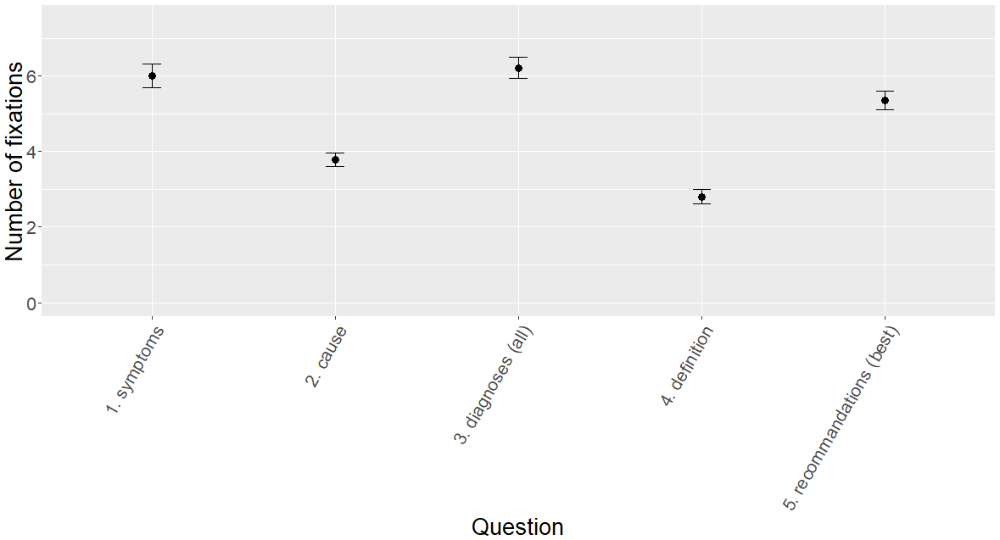 Number of fixations
6
4
2
0
1. symptoms
2. cause
3. diagnoses (all)
4. definition
5. recommandations (best)
Question